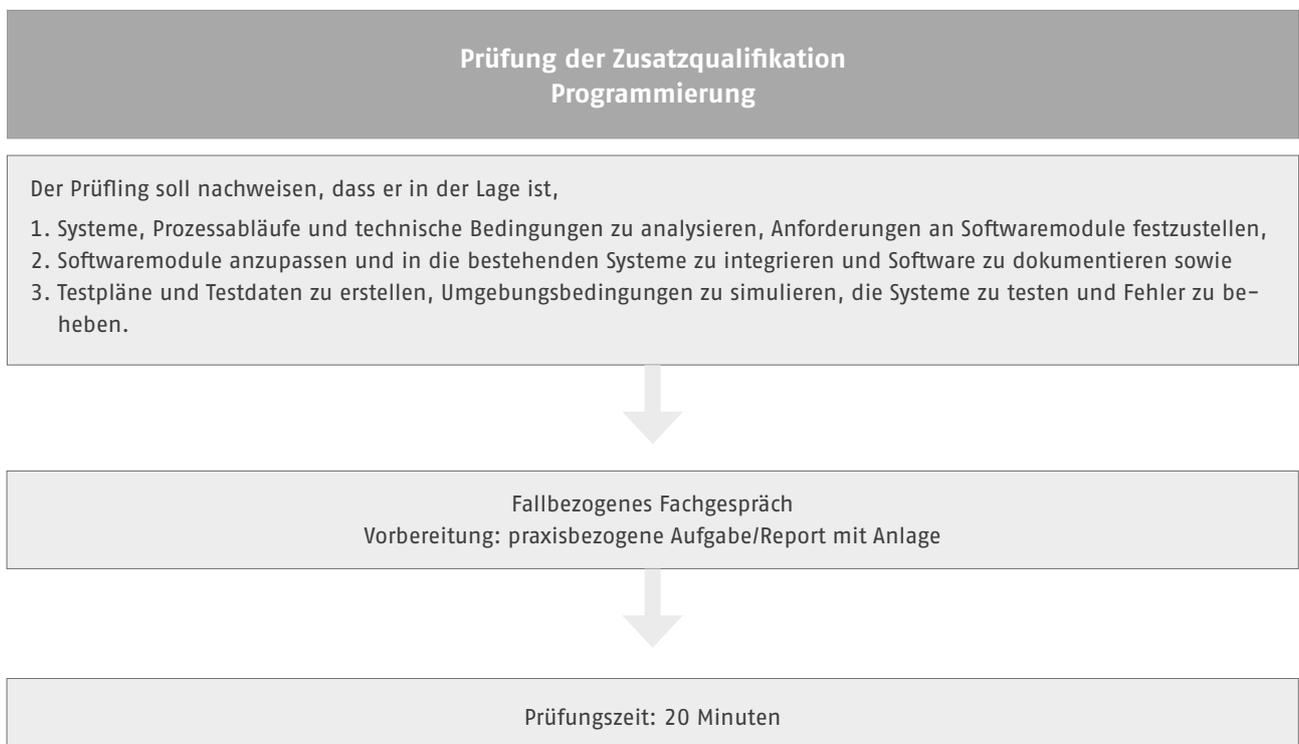 Prüfung der Zusatzqualifikation
Programmierung
Der Prüfling soll nachweisen, dass er in der Lage ist,
1. Systeme, Prozessabläufe und technische Bedingungen zu analysieren, Anforderungen an Softwaremodule festzustellen,
2. Softwaremodule anzupassen und in die bestehenden Systeme zu integrieren und Software zu dokumentieren sowie
3. Testpläne und Testdaten zu erstellen, Umgebungsbedingungen zu simulieren, die Systeme zu testen und Fehler zu be-
heben.
Fallbezogenes Fachgespräch
Vorbereitung: praxisbezogene Aufgabe/Report mit Anlage
Prüfungszeit: 20 Minuten